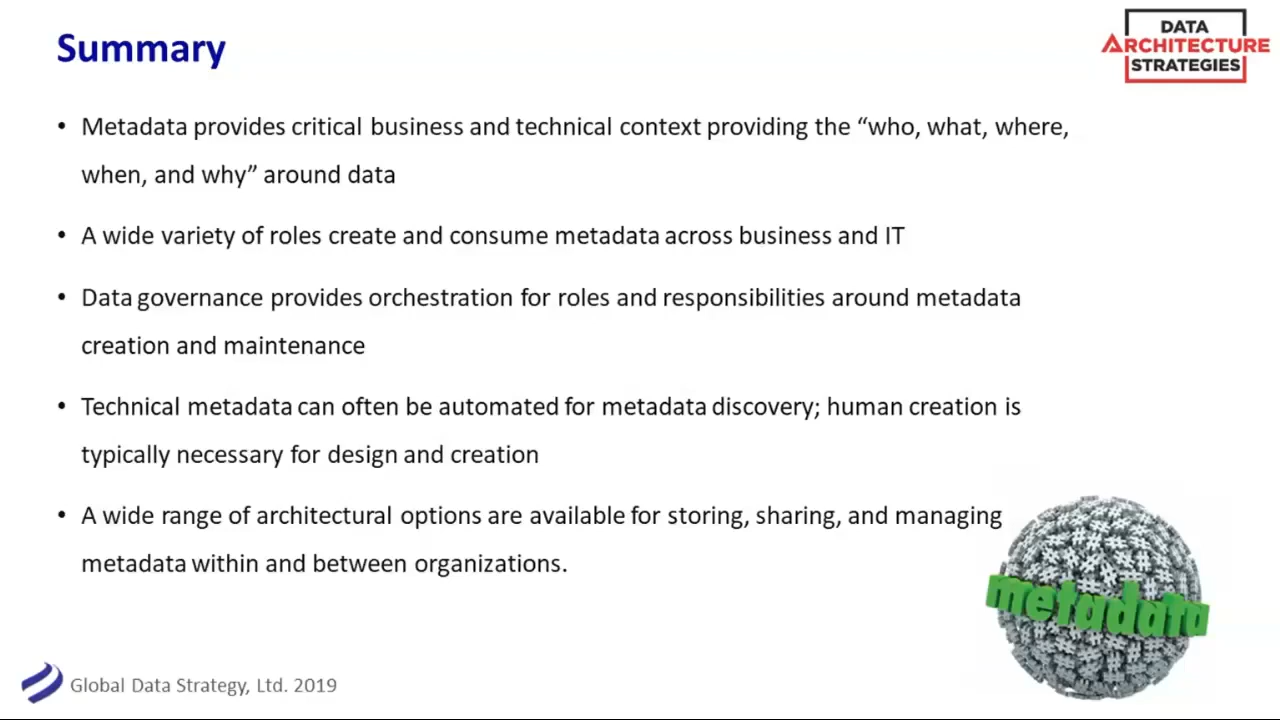 Summary
DATA
ARCHITECTURE
STRATEGIES
• Metadata provides critical business and technical context providing the “who, what, where,
when, and why” around data
• A wide variety of roles create and consume metadata across business and IT
• Data governance provides orchestration for roles and responsibilities around metadata
creation and maintenance
• Technical metadata can often be automated for metadata discovery; human creation is
typically necessary for design and creation
• A wide range of architectural options are available for storing, sharing, and managing
metadata within and between organizations.
metadata
Global Data Strategy, Ltd. 2019